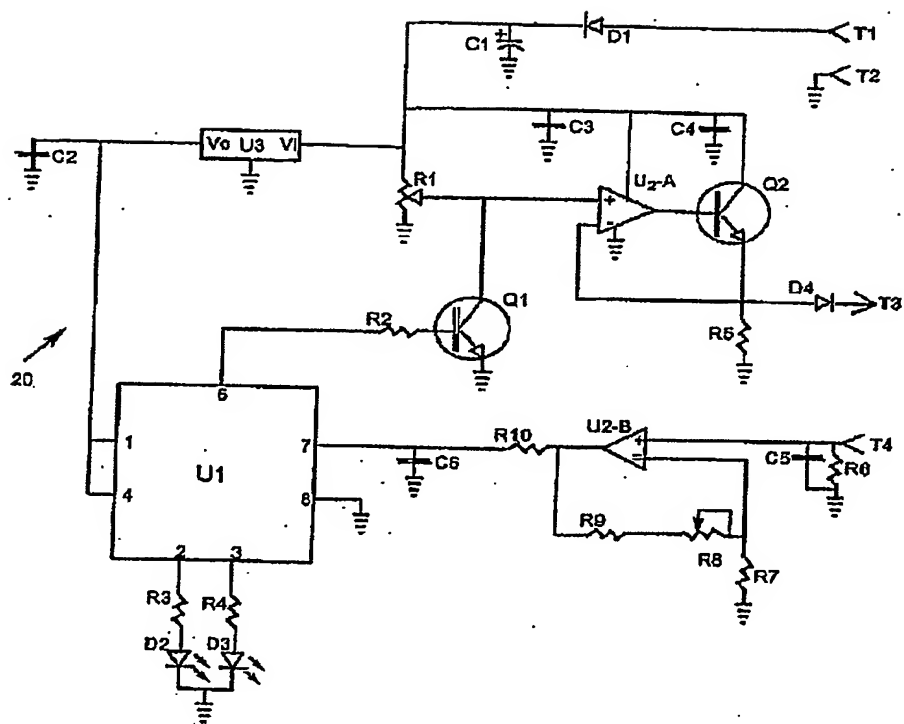 C1
D1
T1
T2
C2
Vo U3 Vi
C3
C4
R1
U2-A
Q2
+
-
D4
T3
Q1
R2
R5
20
6
1
7
R10
U2-B
+
T4
C5
R6
C6
U1
4
8
R9
R8
R7
2 3
R3
R4
D2
D3